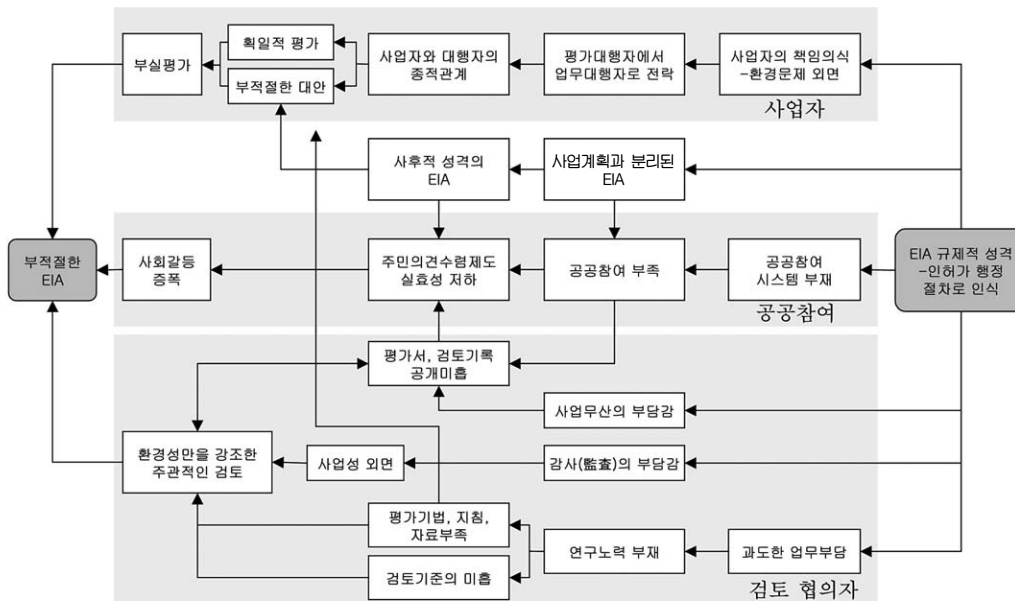 획일적 평가
부실평가
부적절한 대안
사업자와 대행자의
종적관계
평가대행자에서
업무대행자로 전락
사업자의 책임의식
-환경문제 외면
사업자
사후적 성격의
EIA
사업계획과 분리된
EIA
부적절한
EIA
사회갈등
증폭
주민의견수렴제도
실효성 저하
공공참여 부족
공공참여
시스템 부재
EIA 규제적 성격
-인허가 행정
절차로 인식
공공참여
평가서, 검토기록
공개미흡
사업무산의 부담감
환경성만을 강조한
주관적인 검토
사업성 외면
감사(監査)의 부담감
평가기법, 지침,
자료부족
연구노력 부재
과도한 업무부담
검토기준의 미흡
검토 협의자